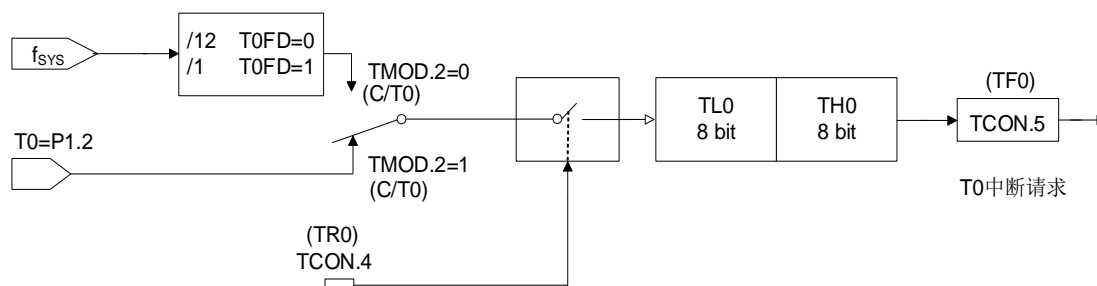 f_SYS
/12 T0FD=0
/1 T0FD=1
TMOD.2=0
(C/T0)
T0=P1.2
TMOD.2=1
(C/T0)
(TR0)
TCON.4
TL0
8 bit
TH0
8 bit
(TF0)
TCON.5
T0中断请求